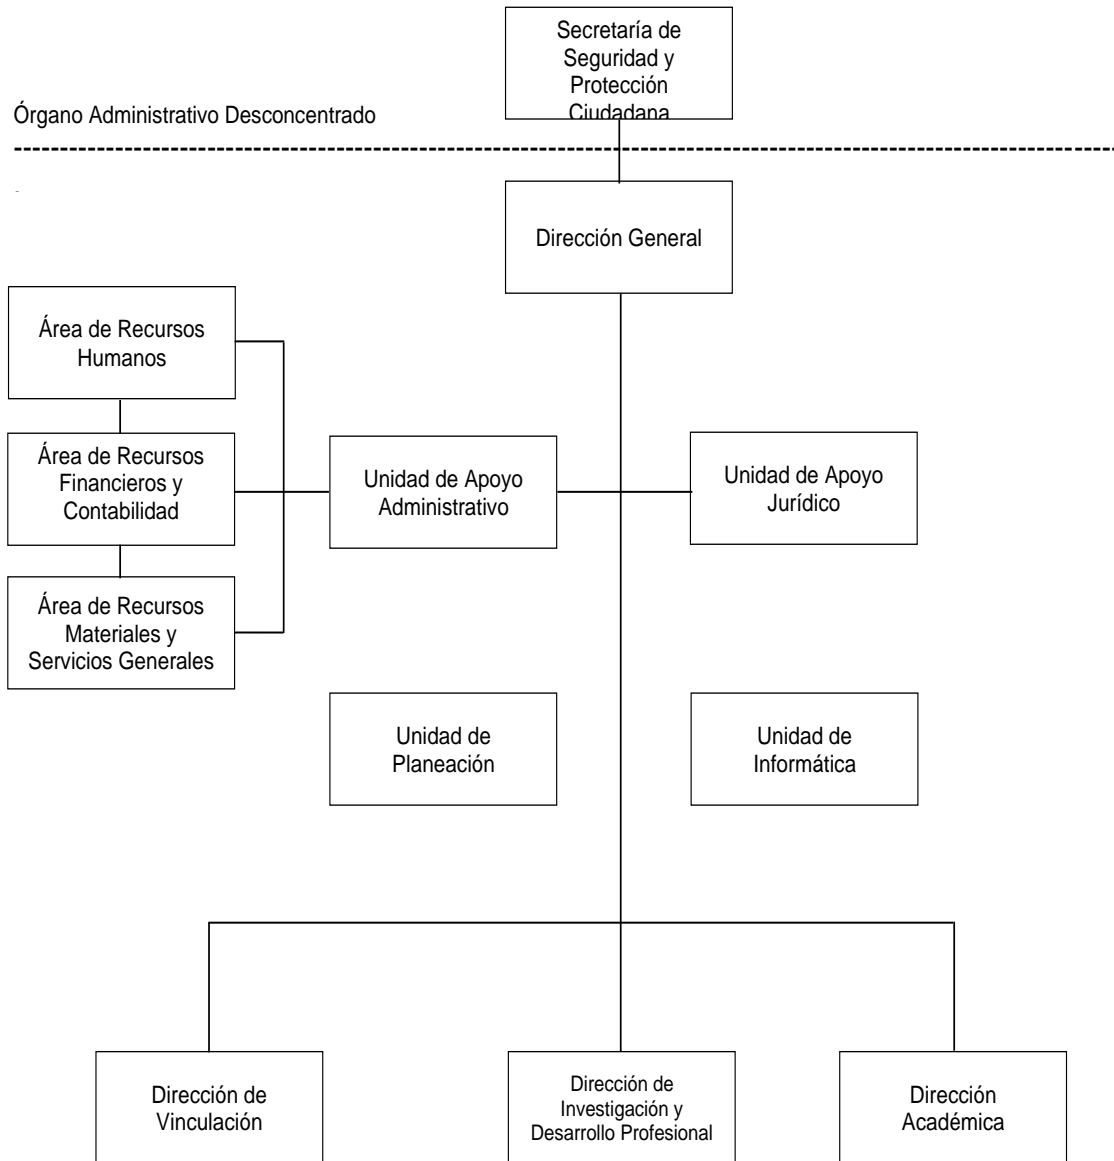 Secretaría de
Seguridad y
Protección
Ciudadana
Órgano Administrativo Desconcentrado
Dirección General
Área de Recursos
Humanos
Área de Recursos
Financieros y
Contabilidad
Unidad de Apoyo
Administrativo
Unidad de Apoyo
Jurídico
Área de Recursos
Materiales y
Servicios Generales
Unidad de
Planeación
Unidad de
Informática
Dirección de
Vinculación
Dirección de
Investigación y
Desarrollo Profesional
Dirección
Académica